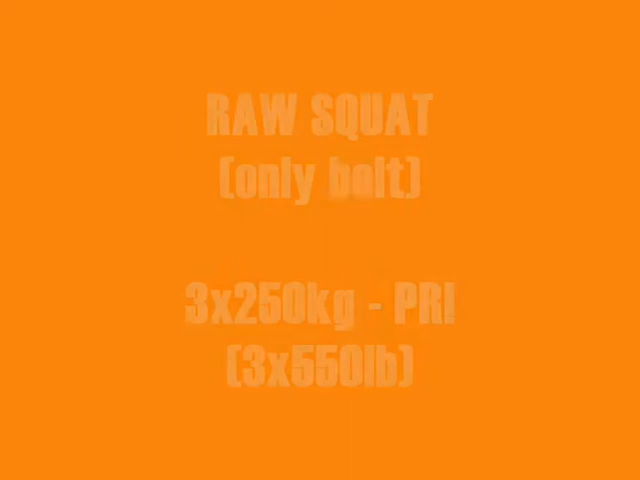 RAW SQUAT
(only belt)
3x250kg - PR!
(3x550lb)